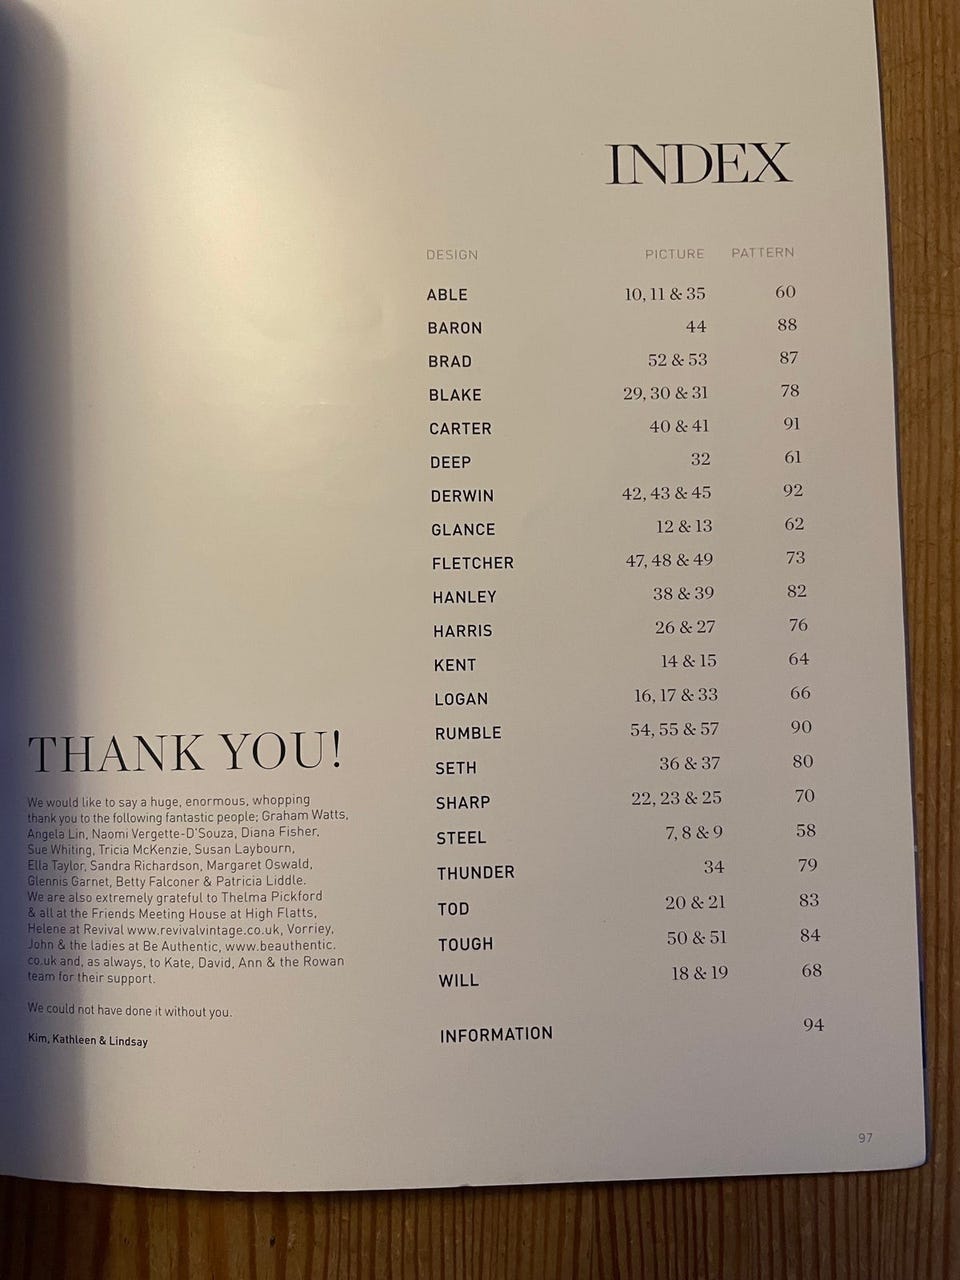 INDEX
DESIGN PICTURE PATTERN
ABLE 10, 11 & 35 60
BARON 44 88
BRAD 52 & 53 87
BLAKE 29, 30 & 31 78
CARTER 40 & 41 91
DEEP 32 61
DERWIN 42, 43 & 45 92
GLANCE 12 & 13 62
FLETCHER 47, 48 & 49 73
HANLEY 38 & 39 82
HARRIS 26 & 27 76
KENT 14 & 15 64
LOGAN 16, 17 & 33 66
RUMBLE 54, 55 & 57 90
SETH 36 & 37 80
SHARP 22, 23 & 25 70
STEEL 7, 8 & 9 58
THUNDER 34 79
TOD 20 & 21 83
TOUGH 50 & 51 84
WILL 18 & 19 68
INFORMATION 94
THANK YOU!
We would like to say a huge, enormous, whopping
thank you to the following fantastic people; Graham Watts,
Angela Lin, Naomi Vergette-D'Souza, Diana Fisher,
Sue Whiting, Tricia McKenzie, Susan Laybourn,
Ella Taylor, Sandra Richardson, Margaret Oswald,
Glennis Garnet, Betty Falconer & Patricia Liddle.
We are also extremely grateful to Thelma Pickford
& all at the Friends Meeting House at High Flatts,
Helene at Revival www.revivalvintage.co.uk, Vorriey,
John & the ladies at Be Authentic, www.beauthentic.
co.uk and, as always, to Kate, David, Ann & the Rowan
team for their support.
We could not have done it without you.
Kim, Kathleen & Lindsay
97